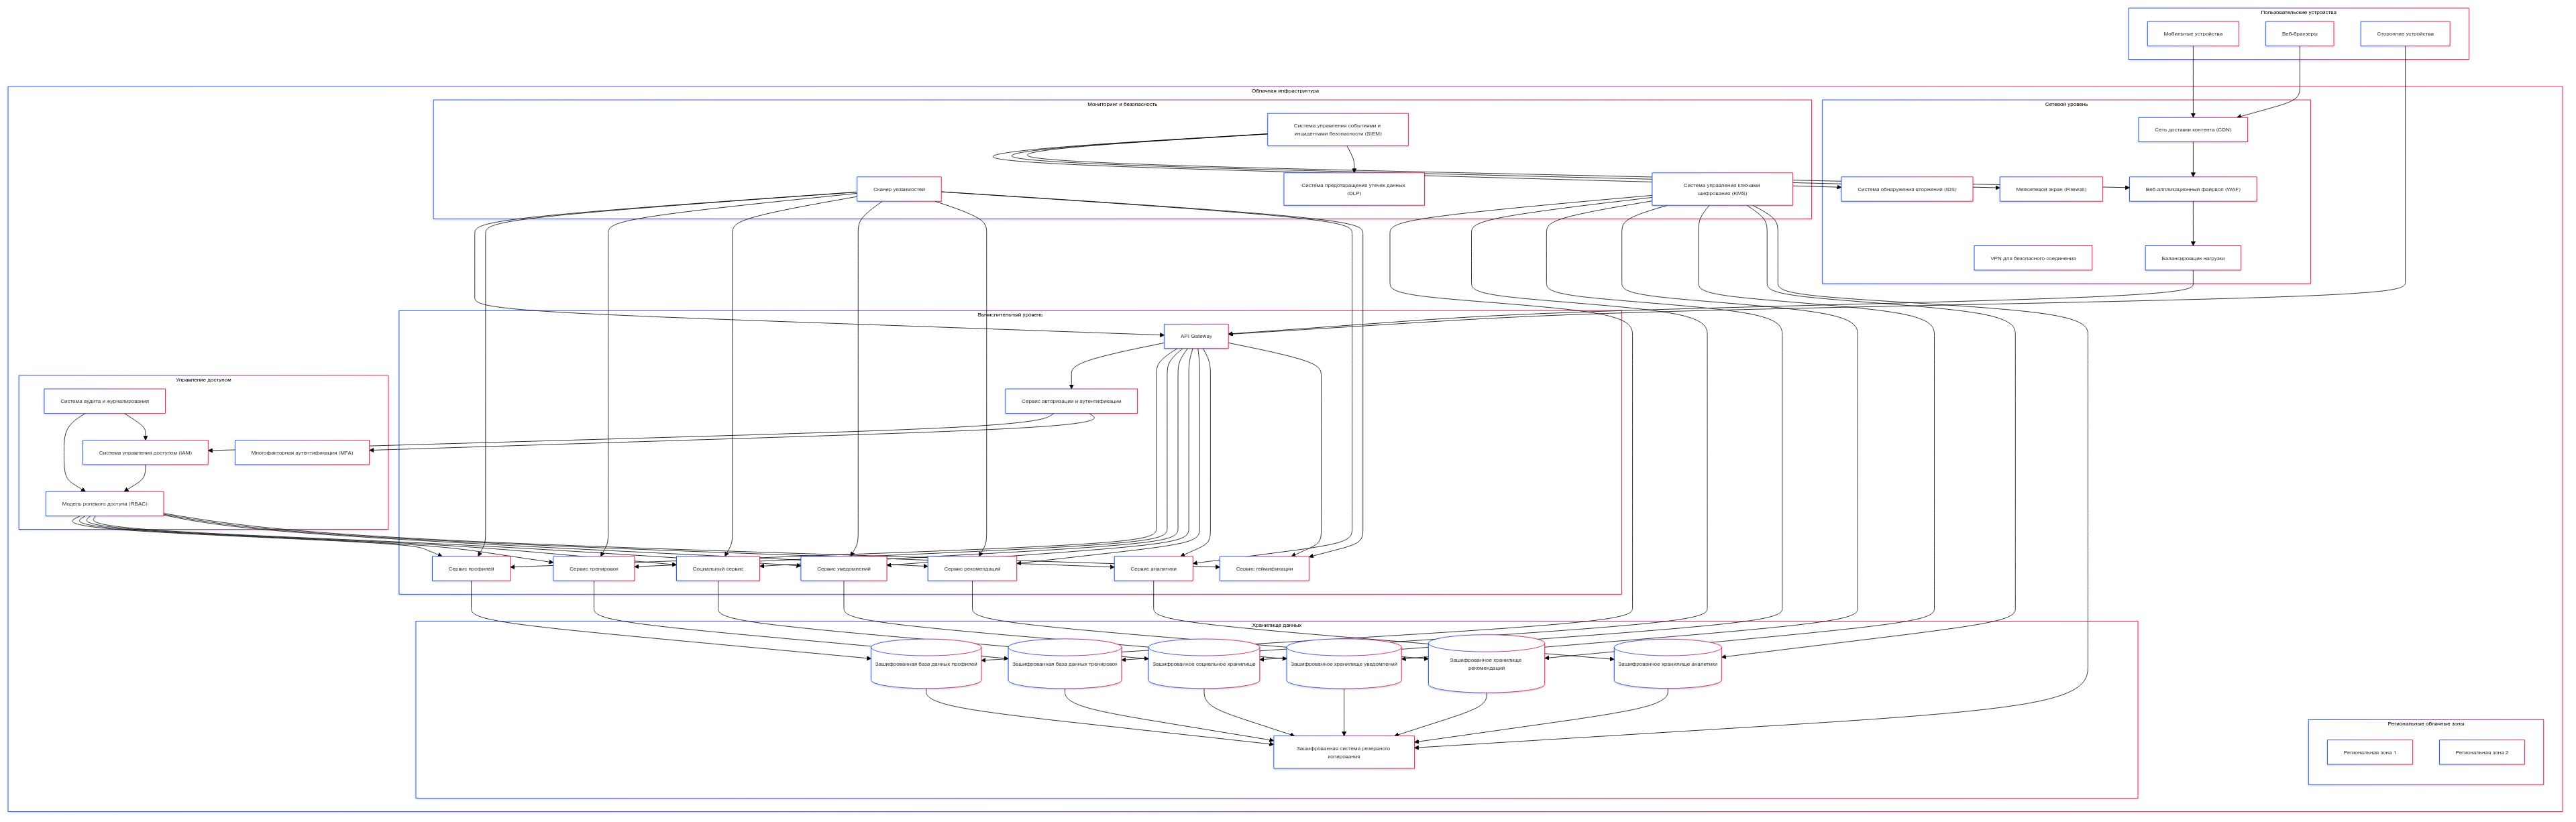 Пользовательские устройства
Мобильные устройства
Веб-браузеры
Сторонние устройства
Облачная инфраструктура
Мониторинг и безопасность
Сетевой уровень
Система управления событиями и
инцидентами безопасности (SIEM)
Сеть доставки контента (CDN)
Сканер уязвимостей
Система предотвращения утечек данных
(DLP)
Система управления ключами
шифрования (KMS)
Система обнаружения вторжений (IDS)
Межсетевой экран (Firewall)
Веб-аппликационный файрвол (WAF)
VPN для безопасного соединения
Балансировщик нагрузки
Вычислительный уровень
API Gateway
Управление доступом
Система аудита и журналирования
Сервис авторизации и аутентификации
Система управления доступом (IAM)
Многофакторная аутентификация (MFA)
Модель ролевого доступа (RBAC)
Сервис профилей
Сервис тренировок
Социальный сервис
Сервис уведомлений
Сервис рекомендаций
Сервис аналитики
Сервис геймификации
Хранилище данных
Зашифрованная база данных профилей
Зашифрованная база данных тренировок
Зашифрованное социальное хранилище
Зашифрованное хранилище уведомлений
Зашифрованное хранилище
рекомендаций
Зашифрованное хранилище аналитики
Зашифрованная система резервного
копирования
Региональные облачные зоны
Региональная зона 1
Региональная зона 2